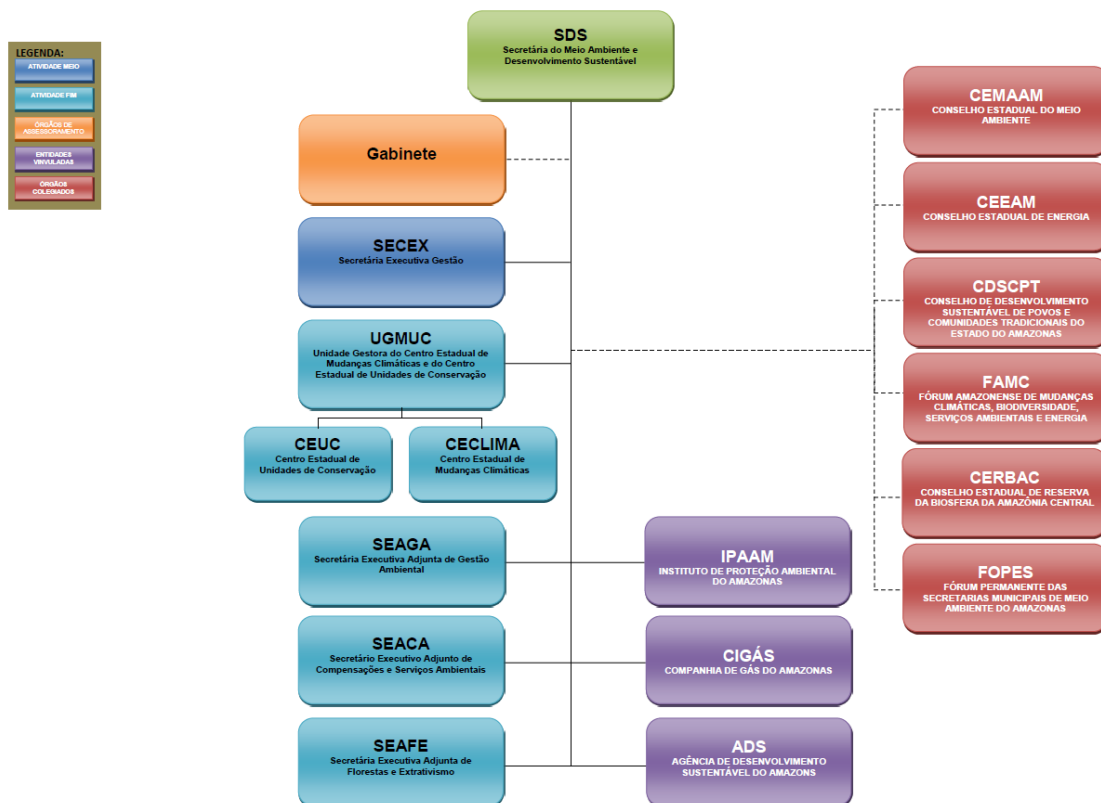 SDS
Secretária do Meio Ambiente e
Desenvolvimento Sustentável
LEGENDA:
ATIVIDADE MEIO
ATIVIDADE FIM
ÓRGÃOS DE
ASSESSORAMENTO
ENTIDADES
VINVULADAS
ÓRGÃOS
COLEGIADOS
Gabinete
SECEX
Secretária Executiva Gestão
UGMUC
Unidade Gestora do Centro Estadual de
Mudanças Climáticas e do Centro
Estadual de Unidades de Conservação
CEUC
Centro Estadual de
Unidades de Conservação
CECLIMA
Centro Estadual de
Mudanças Climáticas
SEAGA
Secretária Executiva Adjunta de Gestão
Ambiental
SEACA
Secretário Executivo Adjunto de
Compensações e Serviços Ambientais
SEAFE
Secretária Executiva Adjunta de
Florestas e Extrativismo
IPAAM
INSTITUTO DE PROTEÇÃO AMBIENTAL
DO AMAZONAS
CIGÁS
COMPANHIA DE GÁS DO AMAZONAS
ADS
AGÊNCIA DE DESENVOLVIMENTO
SUSTENTÁVEL DO AMAZONS
CEMAAM
CONSELHO ESTADUAL DO MEIO
AMBIENTE
CEEAM
CONSELHO ESTADUAL DE ENERGIA
CDSCPT
CONSELHO DE DESENVOLVIMENTO
SUSTENTÁVEL DE POVOS E
COMUNIDADES TRADICIONAIS DO
ESTADO DO AMAZONAS
FAMC
FÓRUM AMAZONENSE DE MUDANÇAS
CLIMÁTICAS, BIODIVERSIDADE,
SERVIÇOS AMBIENTAIS E ENERGIA
CERBAC
CONSELHO ESTADUAL DE RESERVA
DA BIOSFERA DA AMAZÔNIA CENTRAL
FOPES
FÓRUM PERMANENTE DAS
SECRETARIAS MUNICIPAIS DE MEIO
AMBIENTE DO AMAZONAS